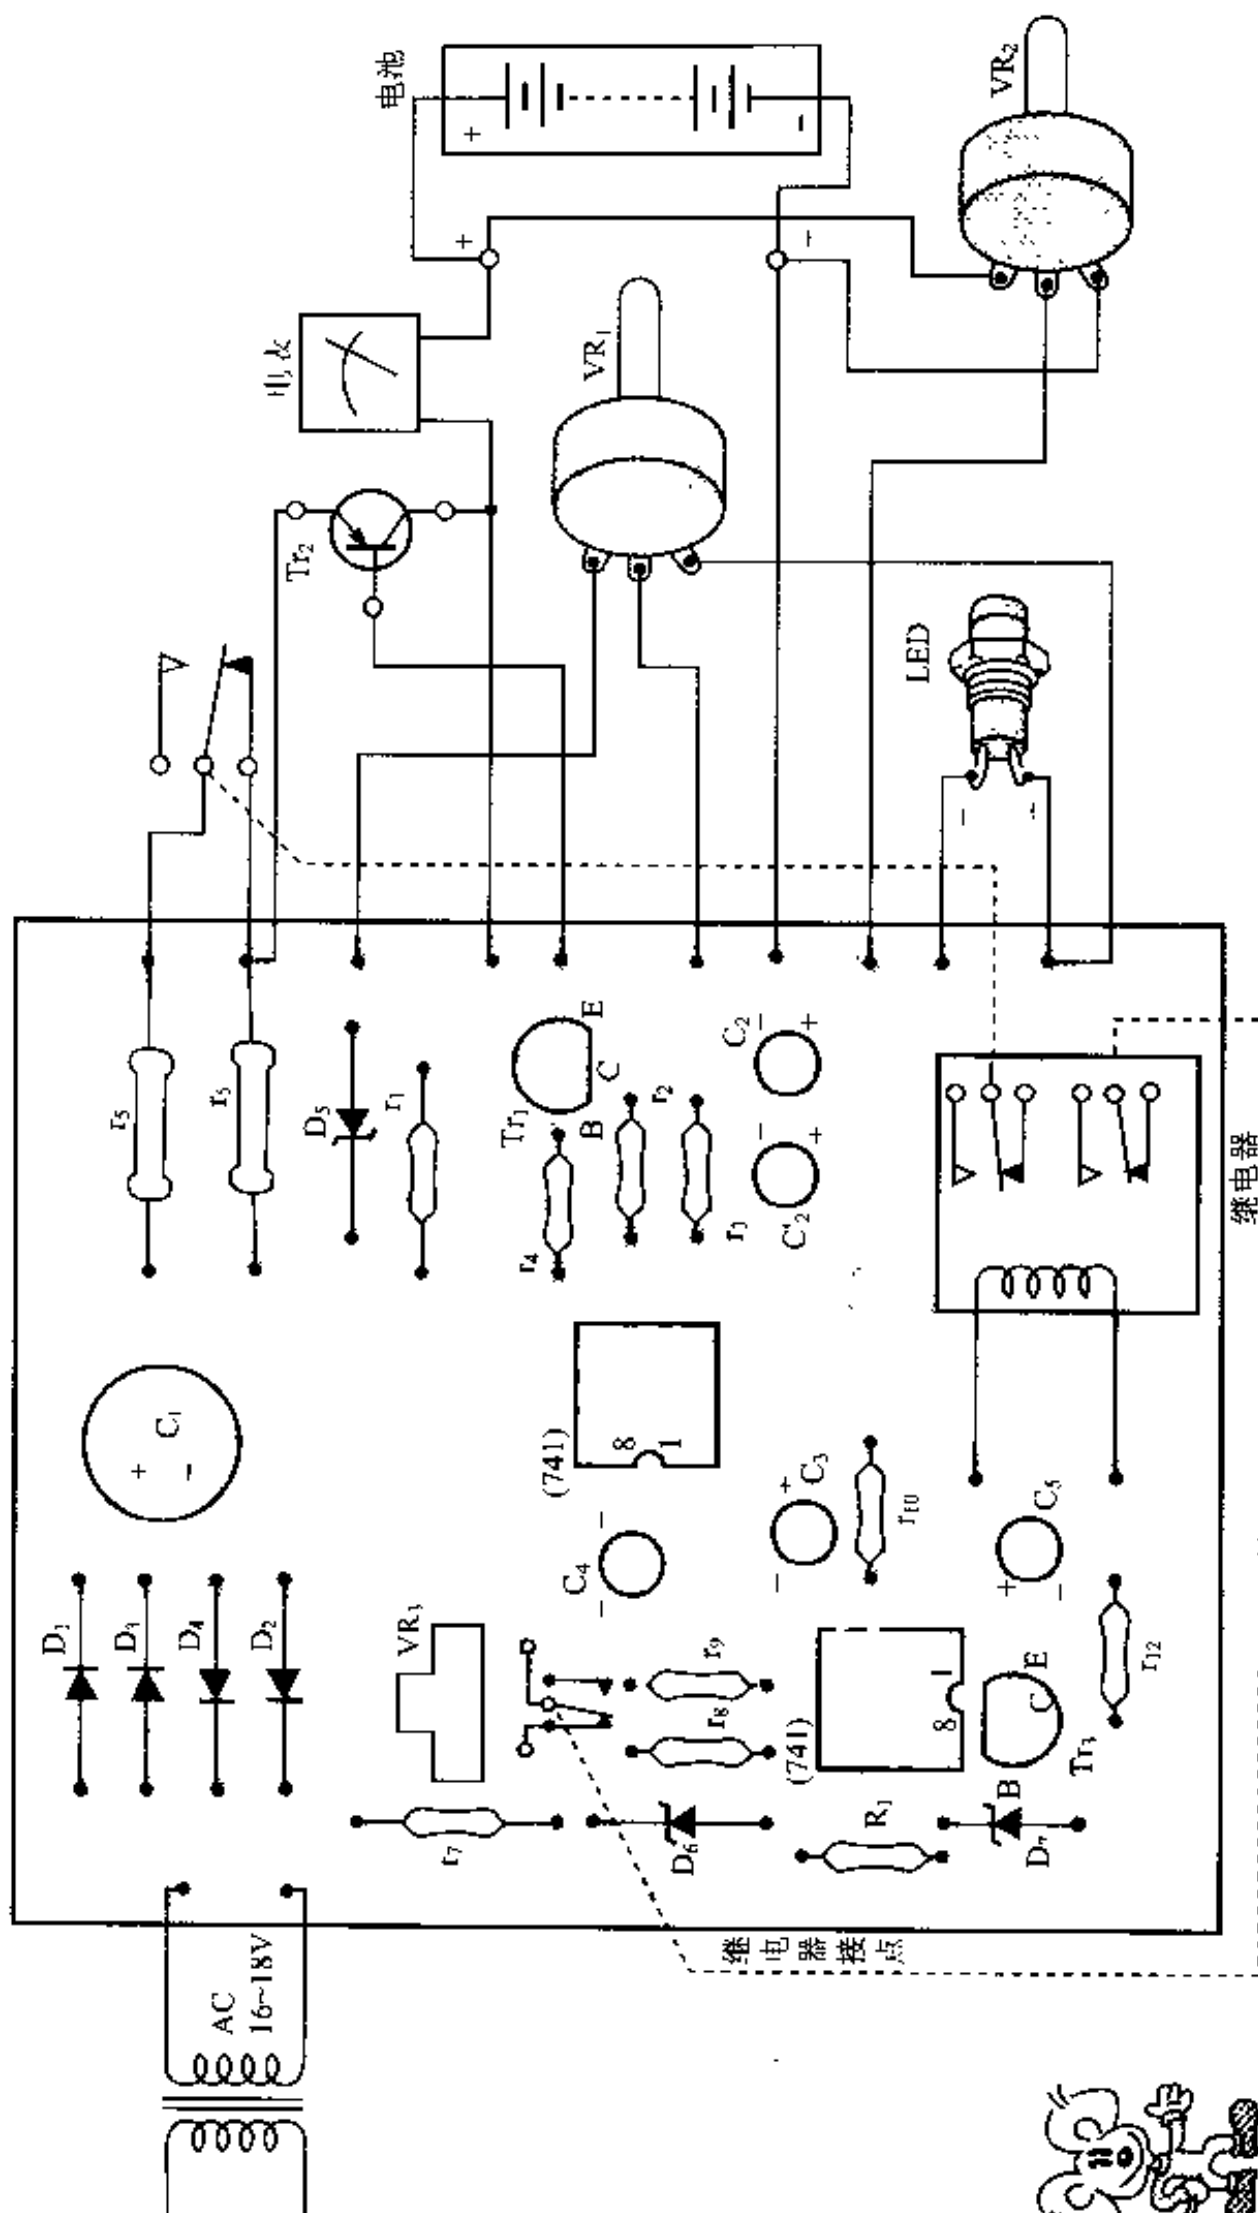 电池
+
-
VR₂
+
-
电表
VR₁
Tr₂
LED
-
+
r₅
D₅
r₁
Tr₁
E
C
B
r₄
r₂
r₃
C₂
-
+
C'₂
-
+
继电器
C₁
+
-
(741)
8
1
C₃
+
-
r₁₀
C₄
-
-
C₅
+
-
D₁
D₃
D₄
D₂
VR₃
r₉
r₈
(741)
8
1
E
C
B
Tr₃
r₁₂
r₇
D₆
R₁
D₇
AC
16~18V
继电器接点